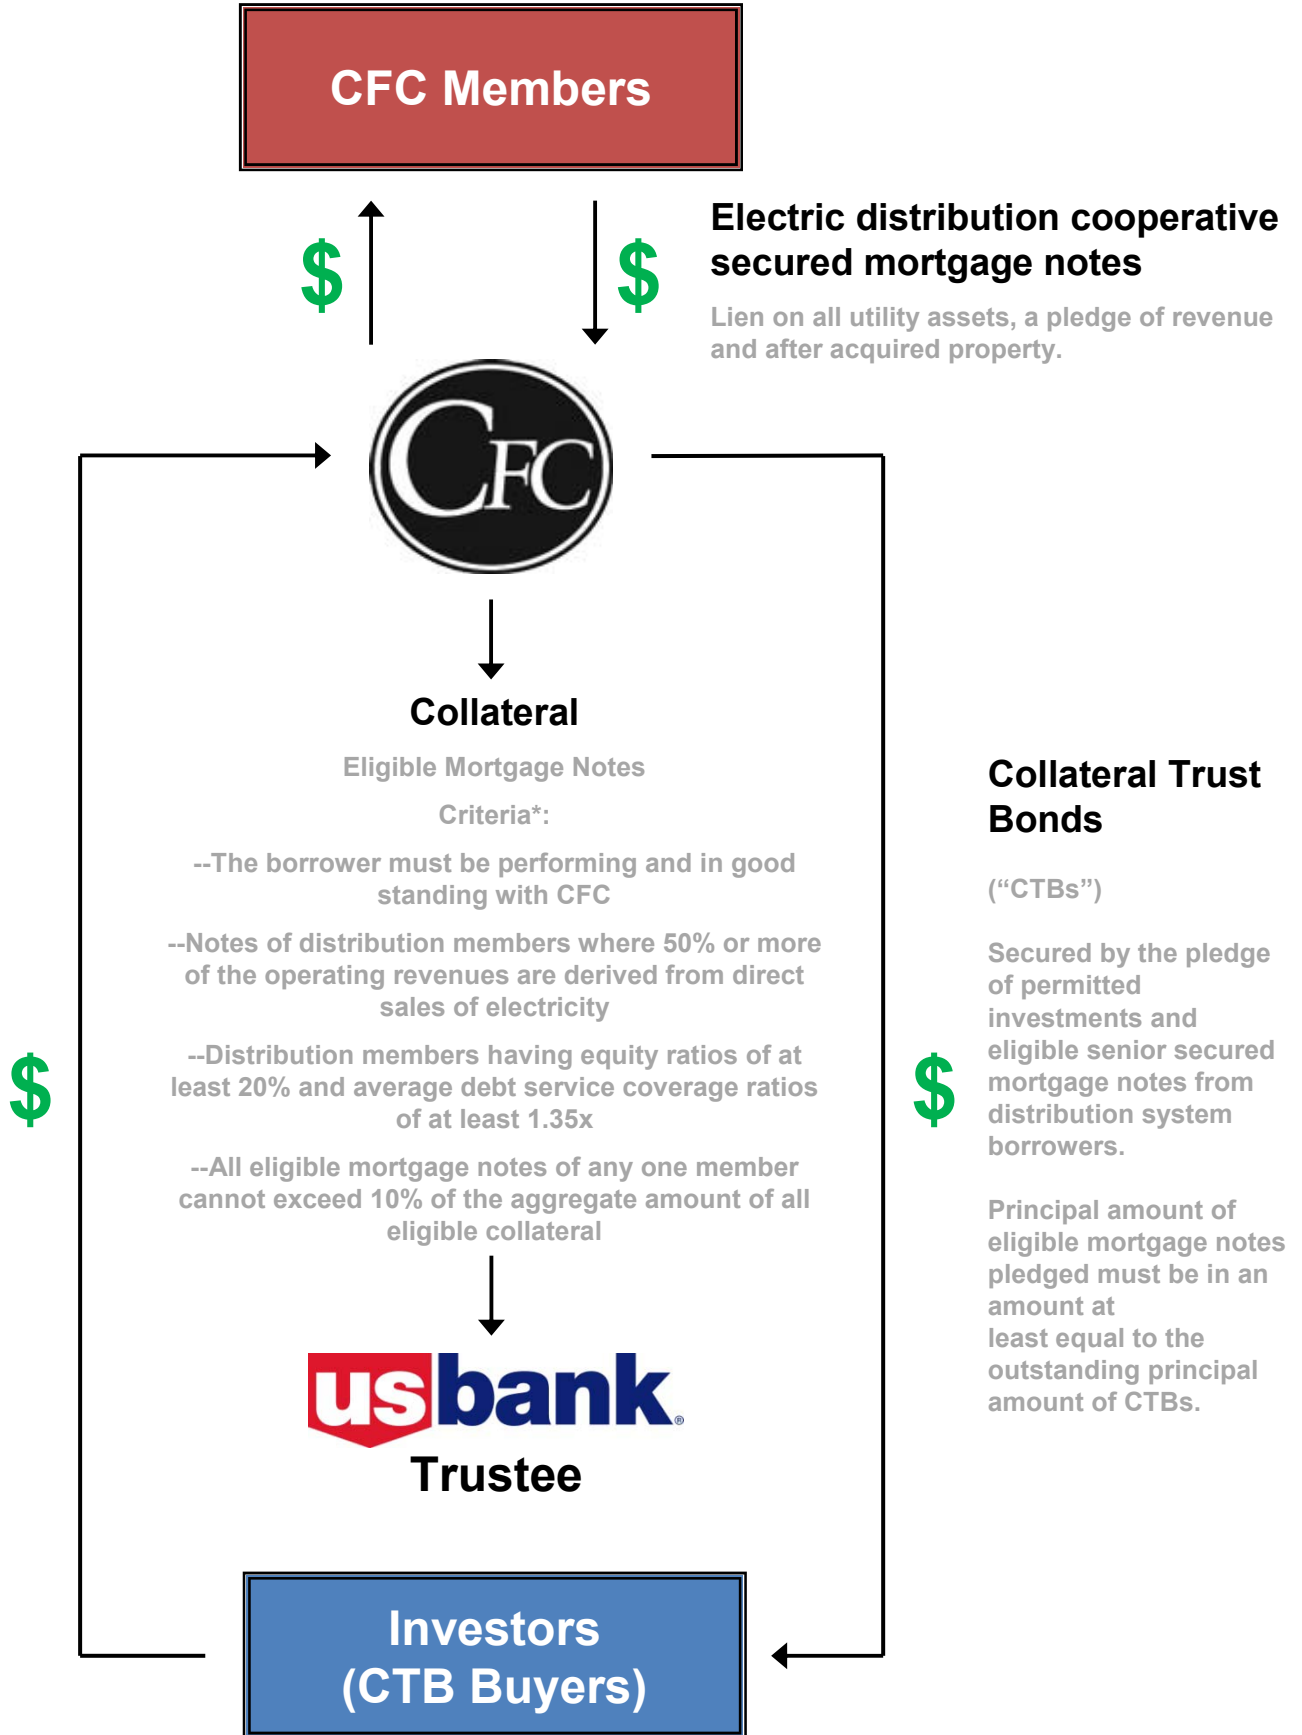 CFC Members
$
$
Electric distribution cooperative
secured mortgage notes
Lien on all utility assets, a pledge of revenue
and after acquired property.
CFC
Collateral
Eligible Mortgage Notes
Criteria*:
--The borrower must be performing and in good
standing with CFC
--Notes of distribution members where 50% or more
of the operating revenues are derived from direct
sales of electricity
--Distribution members having equity ratios of at
least 20% and average debt service coverage ratios
of at least 1.35x
--All eligible mortgage notes of any one member
cannot exceed 10% of the aggregate amount of all
eligible collateral
$
$
Collateral Trust
Bonds
(“CTBs”)
Secured by the pledge
of permitted
investments and
eligible senior secured
mortgage notes from
distribution system
borrowers.
Principal amount of
eligible mortgage notes
pledged must be in an
amount at
least equal to the
outstanding principal
amount of CTBs.
usbank®
Trustee
Investors
(CTB Buyers)